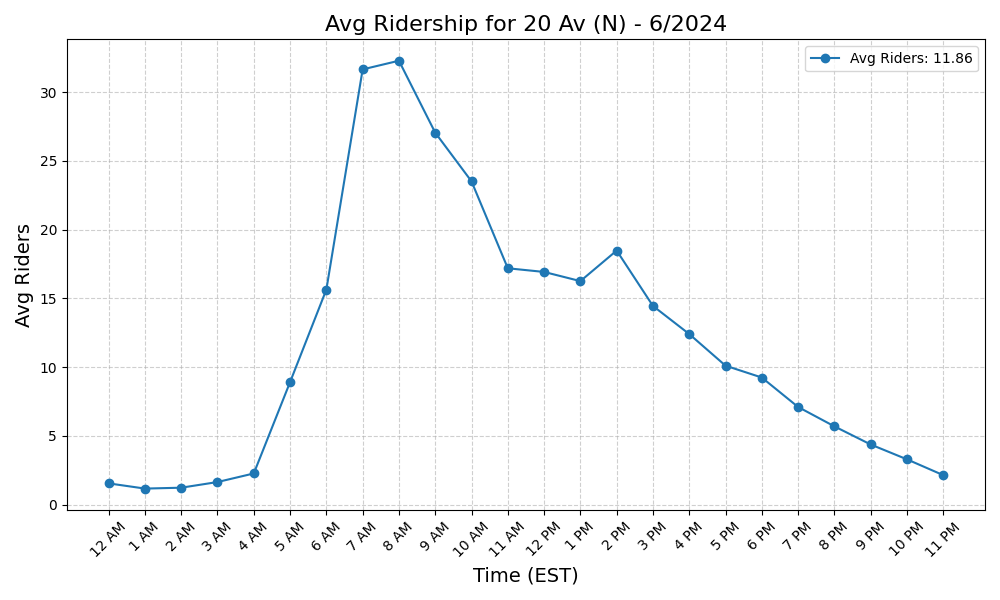 Avg Ridership for 20 Av (N) - 6/2024
Avg Riders: 11.86
Avg Riders
30
25
20
15
10
5
0
12 AM
1 AM
2 AM
3 AM
4 AM
5 AM
6 AM
7 AM
8 AM
9 AM
10 AM
11 AM
12 PM
1 PM
2 PM
3 PM
4 PM
5 PM
6 PM
7 PM
8 PM
9 PM
10 PM
11 PM
Time (EST)